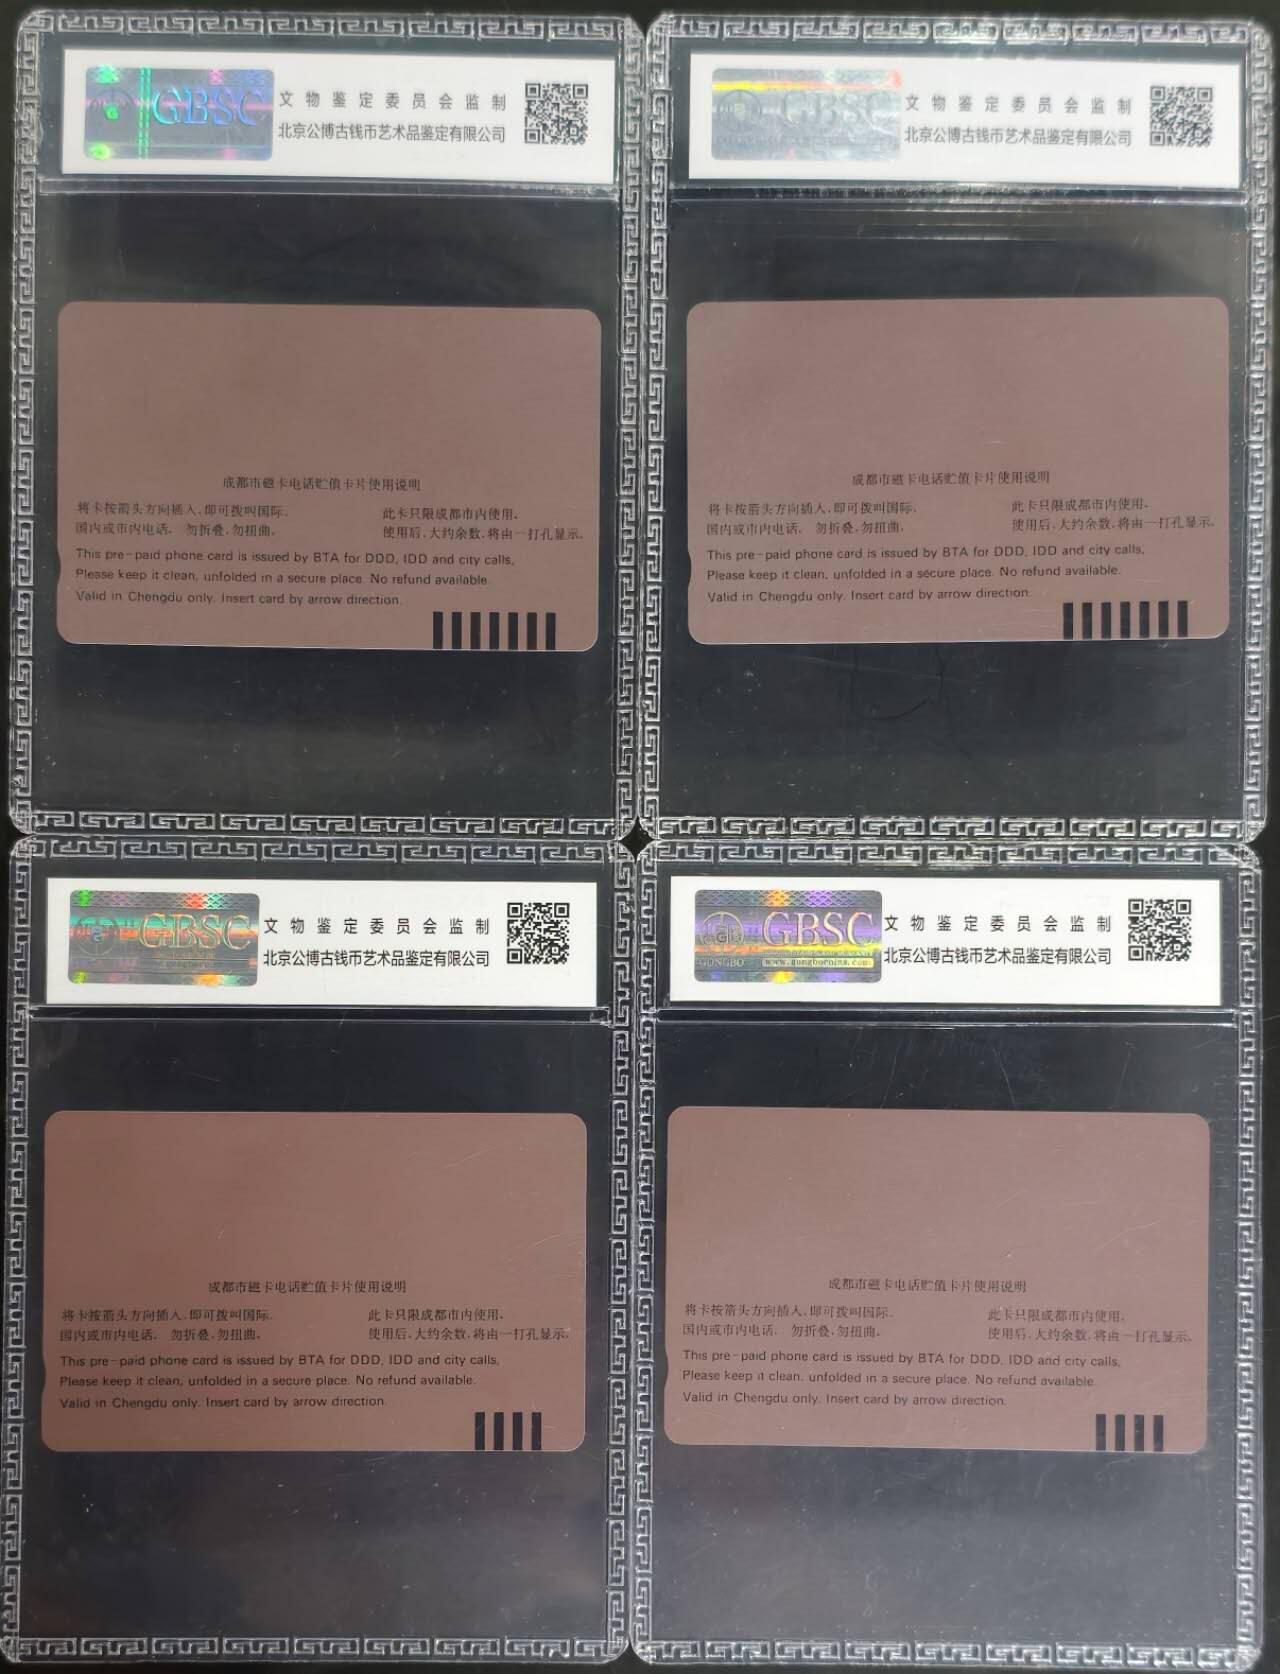 GBSC
文物鉴定委员会监制
北京公博古钱币艺术品鉴定有限公司
成都市磁卡电话贮值卡片使用说明
将卡按箭头方向插入,即可拨叫国际、
国内或市内电话。 勿折叠,勿扭曲。
此卡只限成都市内使用、
使用后,大约余数,将由一打孔显示。
This pre-paid phone card is issued by BTA for DDD, IDD and city calls,
Please keep it clean, unfolded in a secure place. No refund available.
Valid in Chengdu only. Insert card by arrow direction.
GBSC
文物鉴定委员会监制
北京公博古钱币艺术品鉴定有限公司
成都市磁卡电话贮值卡片使用说明
将卡按箭头方向插入,即可拨叫国际、
国内或市内电话。 勿折叠,勿扭曲。
此卡只限成都市内使用、
使用后,大约余数,将由一打孔显示。
This pre-paid phone card is issued by BTA for DDD, IDD and city calls,
Please keep it clean, unfolded in a secure place. No refund available.
Valid in Chengdu only. Insert card by arrow direction.
GBSC
文物鉴定委员会监制
北京公博古钱币艺术品鉴定有限公司
成都市磁卡电话贮值卡片使用说明
将卡按箭头方向插入,即可拨叫国际、
国内或市内电话。 勿折叠,勿扭曲。
此卡只限成都市内使用、
使用后,大约余数,将由一打孔显示。
This pre-paid phone card is issued by BTA for DDD, IDD and city calls,
Please keep it clean, unfolded in a secure place. No refund available.
Valid in Chengdu only. Insert card by arrow direction.
GBSC
GONGBO
www.gongbocoins.com
文物鉴定委员会监制
北京公博古钱币艺术品鉴定有限公司
成都市磁卡电话贮值卡片使用说明
将卡按箭头方向插入,即可拨叫国际、
国内或市内电话。 勿折叠,勿扭曲。
此卡只限成都市内使用、
使用后,大约余数,将由一打孔显示。
This pre-paid phone card is issued by BTA for DDD, IDD and city calls,
Please keep it clean, unfolded in a secure place. No refund available.
Valid in Chengdu only. Insert card by arrow direction.